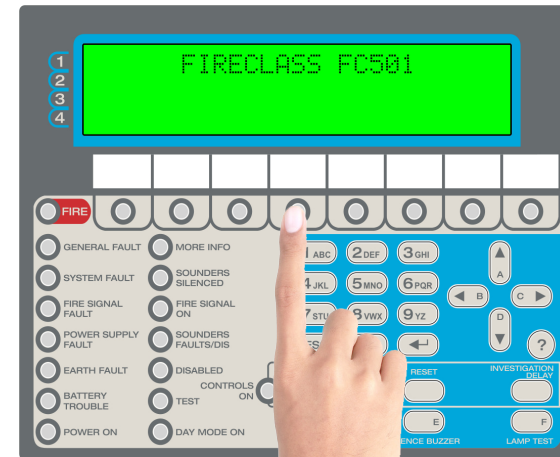 FIRECLASS FC501
1
2
3
4
FIRE
GENERAL FAULT
MORE INFO
SYSTEM FAULT
SOUNDERS
SILENCED
FIRE SIGNAL
FAULT
FIRE SIGNAL
ON
POWER SUPPLY
FAULT
SOUNDERS
FAULTS/DIS
EARTH FAULT
DISABLED
BATTERY
TROUBLE
TEST
CONTROLS
ON
POWER ON
DAY MODE ON
ABC
2 DEF
3 GHI
4 JKL
5 MNO
6 PQR
7 STU
8 VWX
9 YZ
A
B
C
D
?
RESET
INVESTIGATION
DELAY
E
F
BUZZER
LAMP TEST